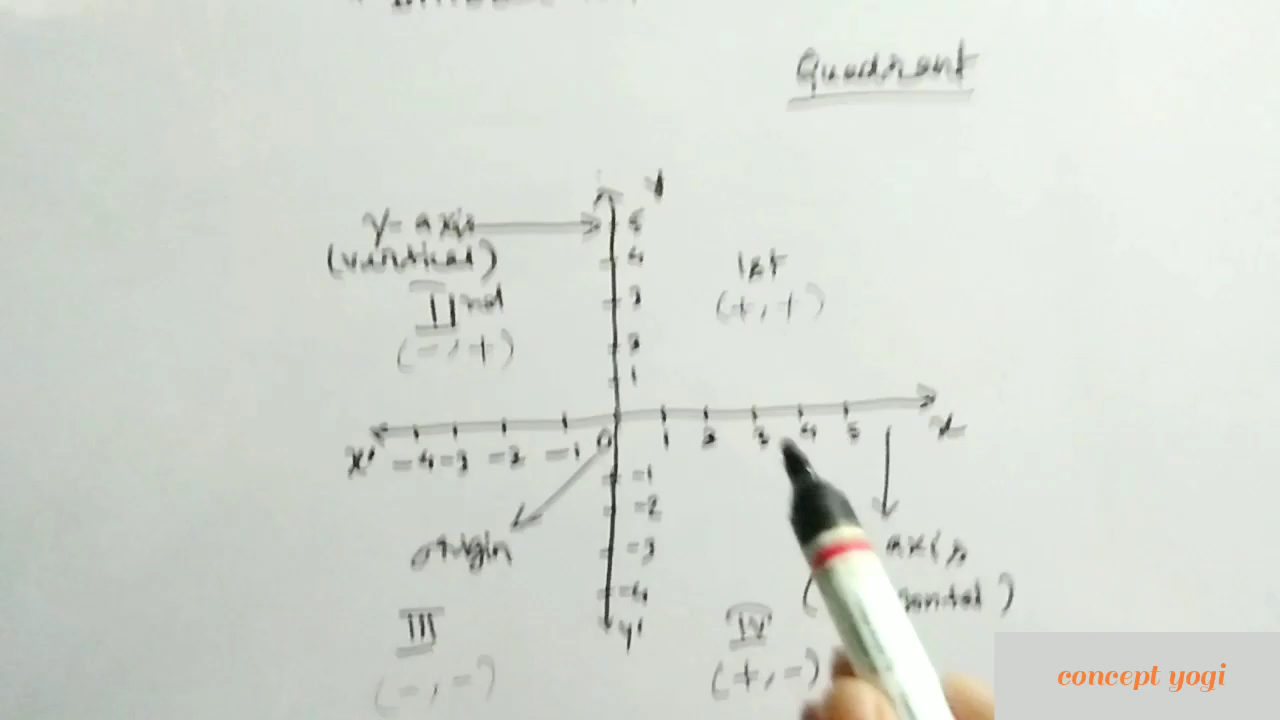 Quadrant
y
y-axis
(vertical)
5
4
3
2
1
Ist
(+,+)
IInd
(-,+)
x' -4 -3 -2 -1 0 1 2 3 4 5 x
-1
-2
-3
-4
y'
origin
axis
III
(-,-)
IV
(+,-)
concept yogi